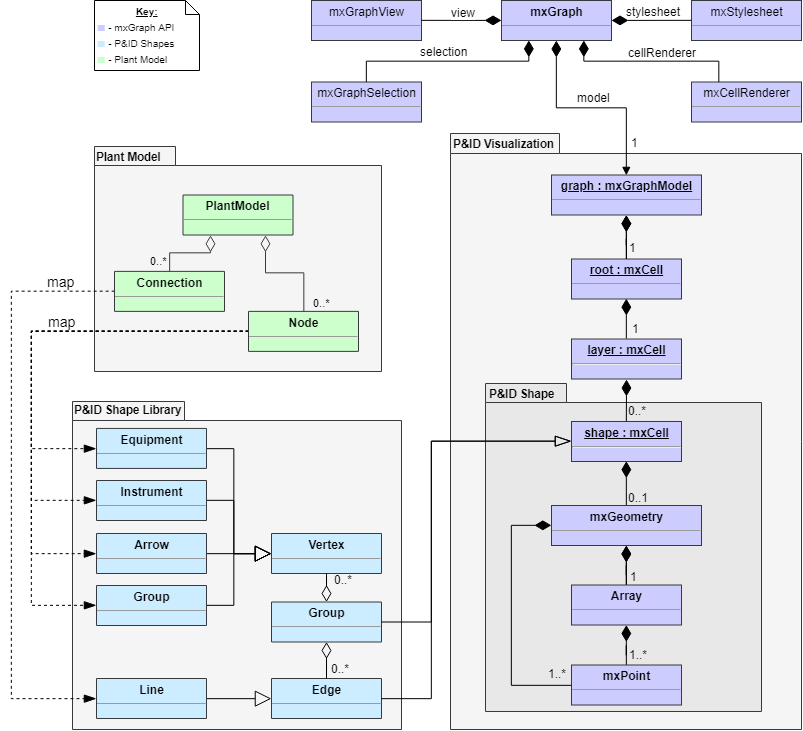 Key:
- mxGraph API
- P&ID Shapes
- Plant Model
mxGraphView
view
mxGraph
stylesheet
mxStylesheet
selection
cellRenderer
mxGraphSelection
model
mxCellRenderer
1
P&ID Visualization
graph : mxGraphModel
1
root : mxCell
1
layer : mxCell
P&ID Shape
0..*
shape : mxCell
0..1
mxGeometry
1
Array
1..*
1..*
mxPoint
Plant Model
PlantModel
0..*
Connection
0..*
Node
map
map
P&ID Shape Library
Equipment
Instrument
Arrow
Group
Line
Vertex
0..*
Group
0..*
Edge